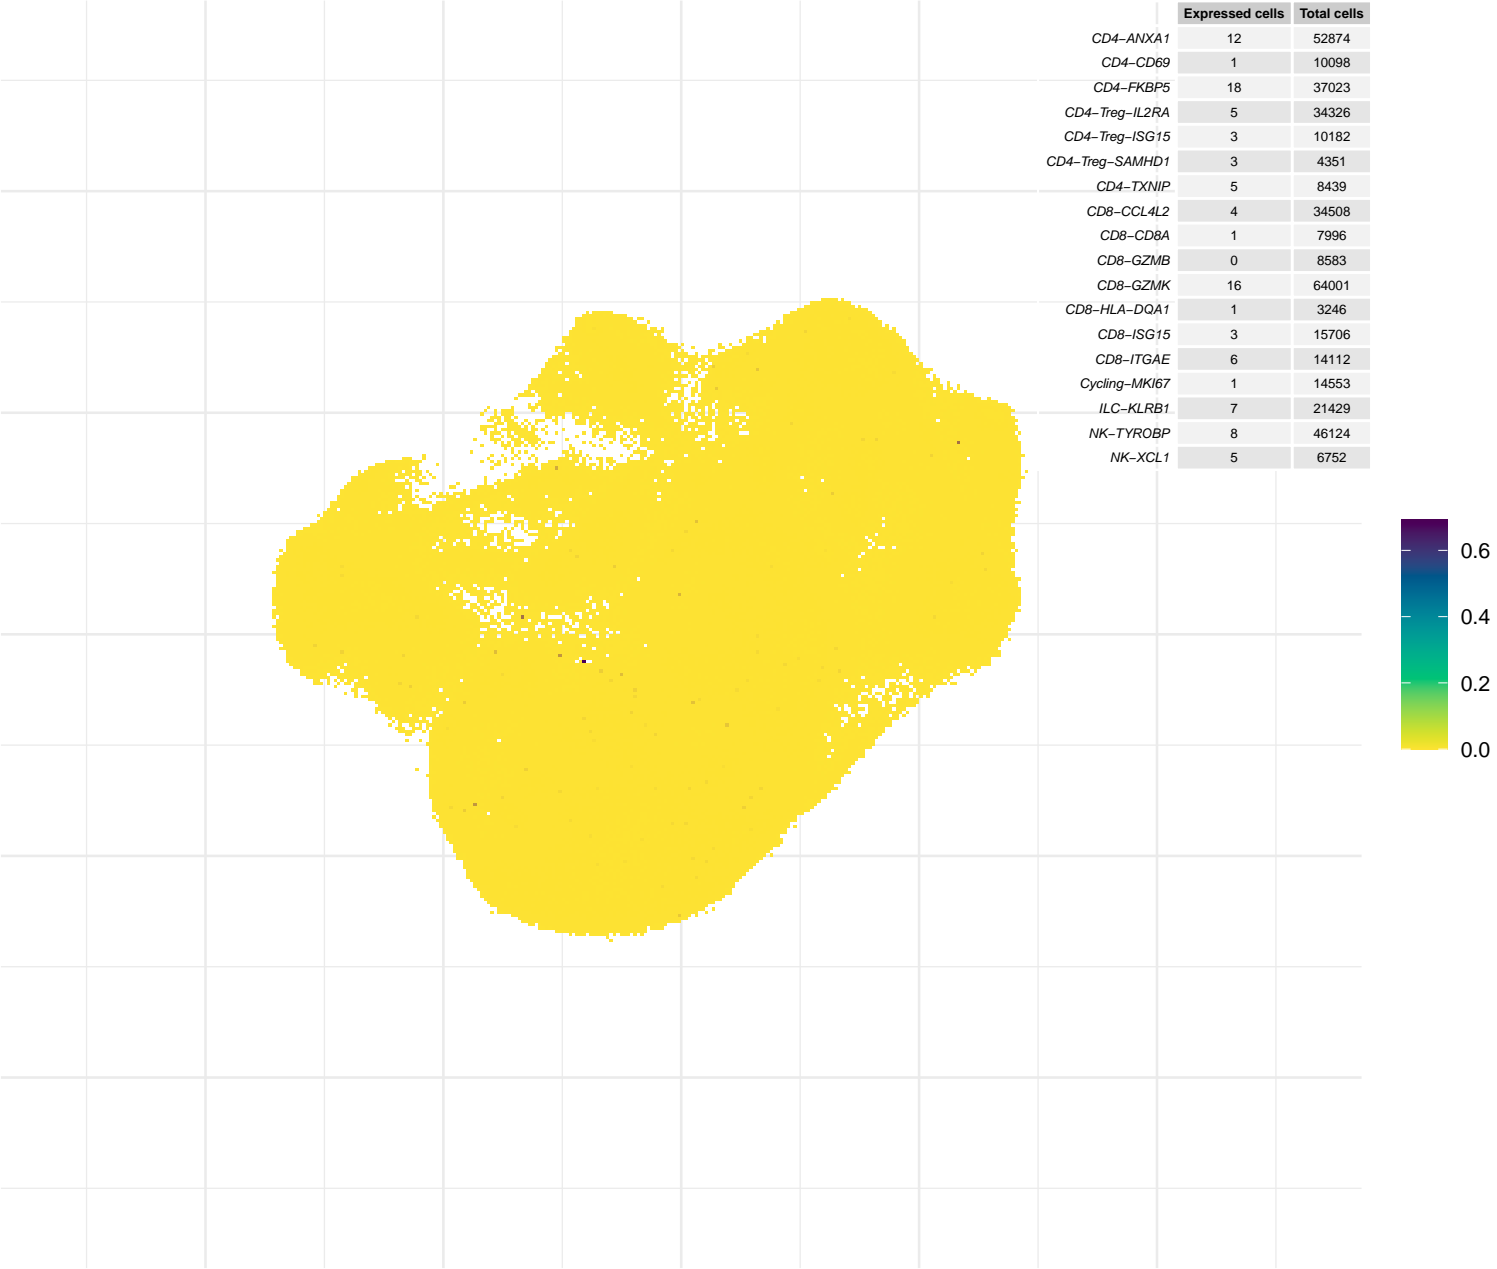 Expressed cells Total cells
CD4−ANXA1 12 52874
CD4−CD69 1 10098
CD4−FKBP5 18 37023
CD4−Treg−IL2RA 5 34326
CD4−Treg−ISG15 3 10182
CD4−Treg−SAMHD1 3 4351
CD4−TXNIP 5 8439
CD8−CCL4L2 4 34508
CD8−CD8A 1 7996
CD8−GZMB 0 8583
CD8−GZMK 16 64001
CD8−HLA−DQA1 1 3246
CD8−ISG15 3 15706
CD8−ITGAE 6 14112
Cycling−MKI67 1 14553
ILC−KLRB1 7 21429
NK−TYROBP 8 46124
NK−XCL1 5 6752
0.6
0.4
0.2
0.0